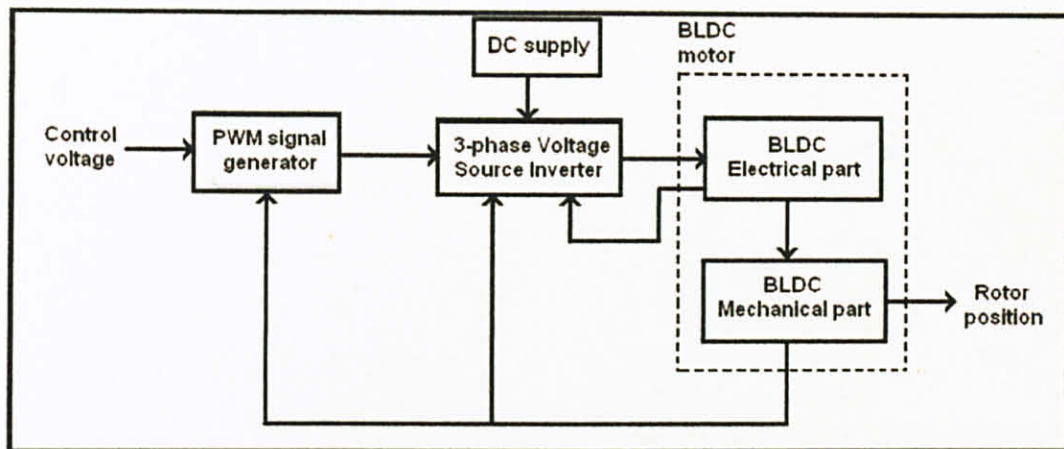 DC supply
BLDC
motor
Control
voltage
PWM signal
generator
3-phase Voltage
Source Inverter
BLDC
Electrical part
BLDC
Mechanical part
Rotor
position